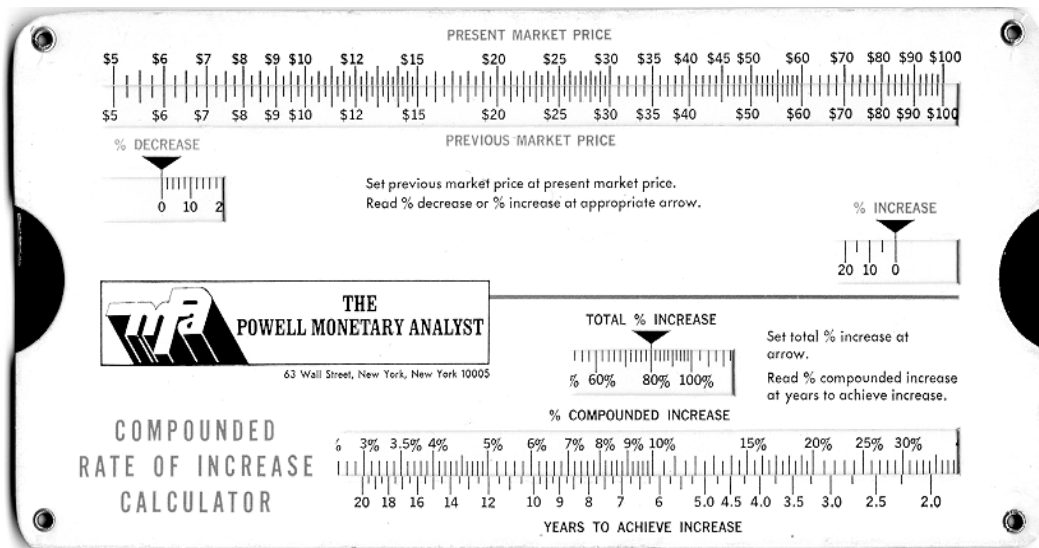 PRESENT MARKET PRICE
$5 $6 $7 $8 $9 $10 $12 $15 $20 $25 $30 $35 $40 $45 $50 $60 $70 $80 $90 $100
$5 $6 $7 $8 $9 $10 $12 $15 $20 $25 $30 $35 $40 $50 $60 $70 $80 $90 $100
PREVIOUS MARKET PRICE
% DECREASE
0 10 2
Set previous market price at present market price.
Read % decrease or % increase at appropriate arrow.
% INCREASE
20 10 0
mfa
THE
POWELL MONETARY ANALYST
63 Wall Street, New York, New York 10005
TOTAL % INCREASE
% 60% 80% 100%
Set total % increase at
arrow.
Read % compounded increase
at years to achieve increase.
COMPOUNDED
RATE OF INCREASE
CALCULATOR
% COMPOUNDED INCREASE
3% 3.5% 4% 5% 6% 7% 8% 9% 10% 15% 20% 25% 30%
20 18 16 14 12 10 9 8 7 6 5.0 4.5 4.0 3.5 3.0 2.5 2.0
YEARS TO ACHIEVE INCREASE